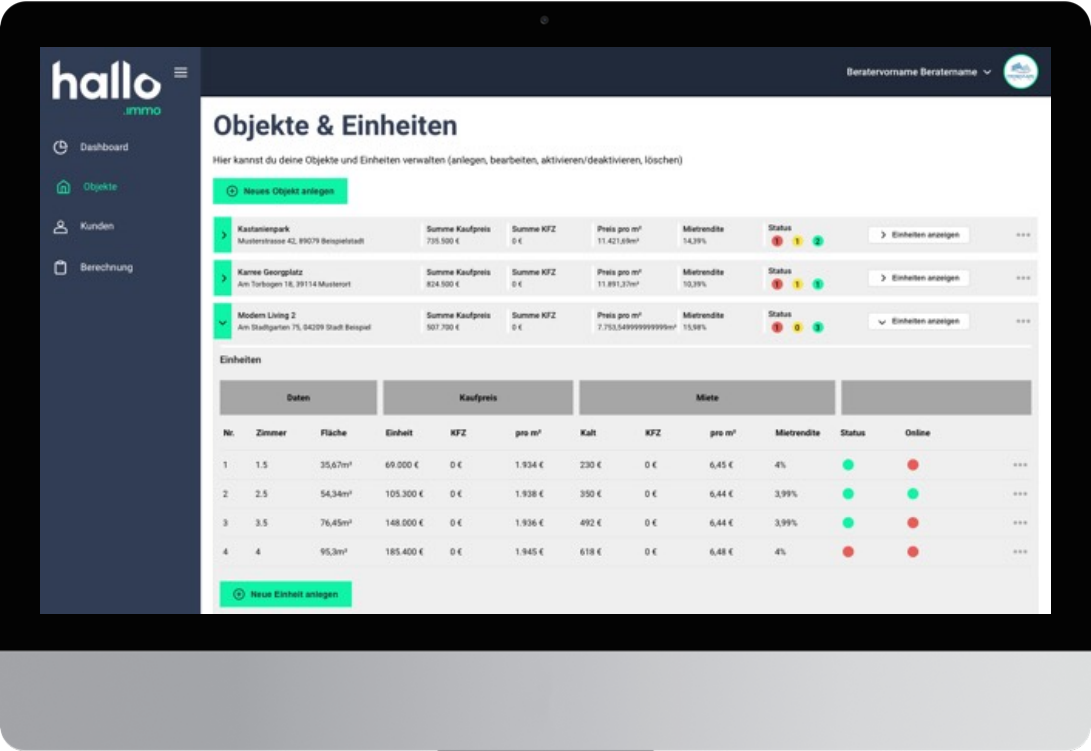 hallo
.immo
Beratervorname Beratername
Dashboard
Objekte
Kunden
Berechnung
Objekte & Einheiten
Hier kannst du deine Objekte und Einheiten verwalten (anlegen, bearbeiten, aktivieren/deaktivieren, löschen)
Neues Objekt anlegen
Kastanienpark Summe Kaufpreis Summe KFZ Preis pro m² Mietrendite Status
Musterstrasse 42, 89079 Beispielstadt 735.500 € 0 € 11.421,69m² 14,39% 1 1 2 Einheiten anzeigen
Karree Georgplatz Summe Kaufpreis Summe KFZ Preis pro m² Mietrendite Status
Am Torbogen 18, 39114 Musterort 824.500 € 0 € 11.891,37m² 10,39% 1 1 1 Einheiten anzeigen
Modern Living 2 Summe Kaufpreis Summe KFZ Preis pro m² Mietrendite Status
Am Stadtgarten 75, 04209 Stadt Beispiel 507.700 € 0 € 7.753,549999999999m² 15,98% 1 0 3 Einheiten anzeigen
Einheiten
Daten Kaufpreis Miete
Nr. Zimmer Fläche Einheit KFZ pro m² Kalt KFZ pro m² Mietrendite Status Online
1 1.5 35,67m² 69.000 € 0 € 1.934 € 230 € 0 € 6,45 € 4%
2 2.5 54,34m² 105.300 € 0 € 1.938 € 350 € 0 € 6,44 € 3,99%
3 3.5 76,45m² 148.000 € 0 € 1.936 € 492 € 0 € 6,44 € 3,99%
4 4 95,3m² 185.400 € 0 € 1.945 € 618 € 0 € 6,48 € 4%
Neue Einheit anlegen